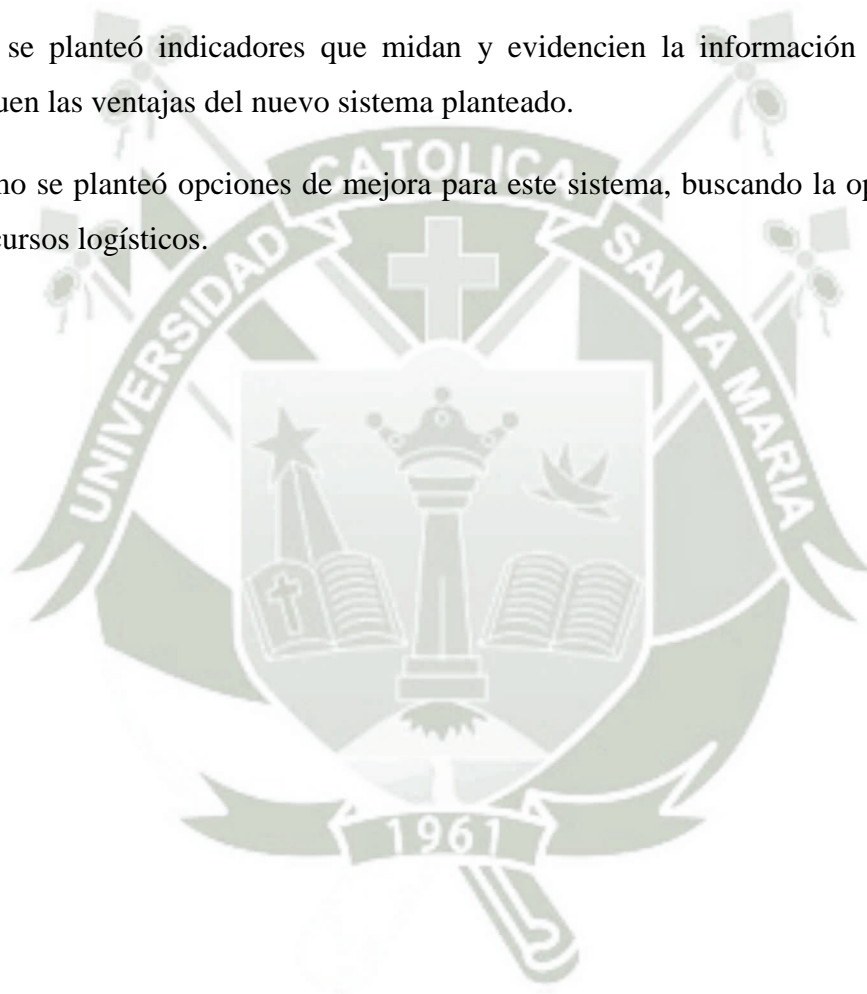 se planteó indicadores que midan y evidencien la información
uen las ventajas del nuevo sistema planteado.
no se planteó opciones de mejora para este sistema, buscando la op
cursos logísticos.
CATOLICA
UNIVERSIDAD
SANTA MARIA
1961